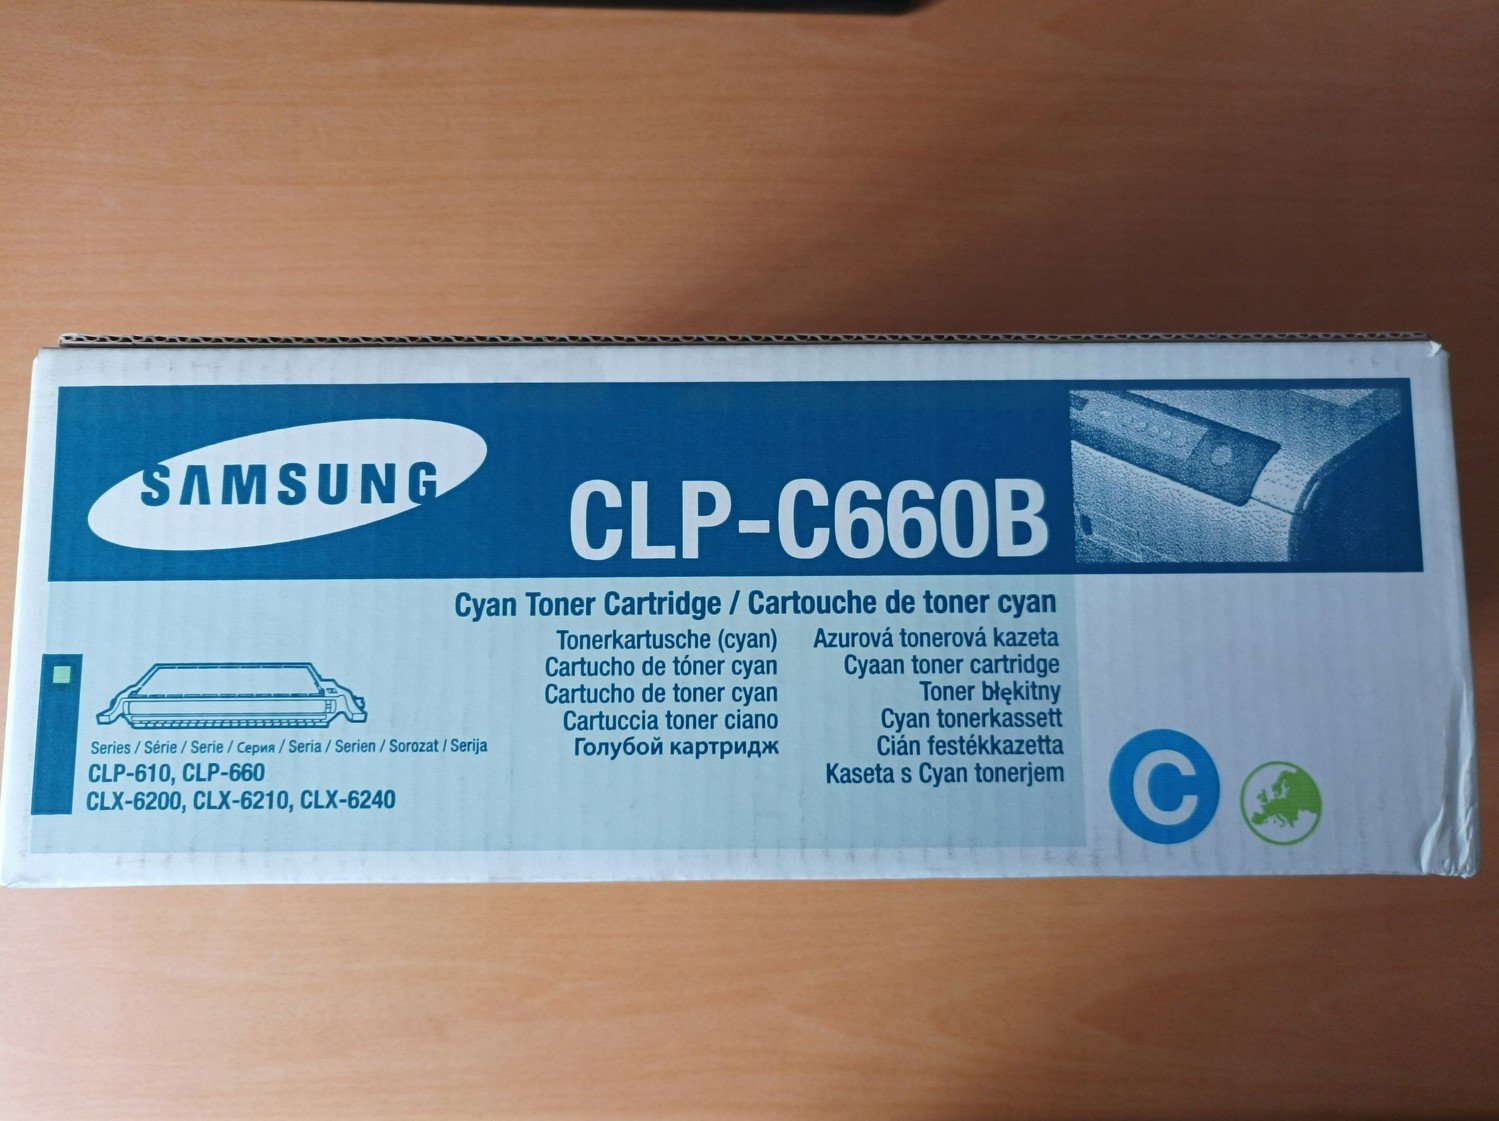 SAMSUNG
CLP-C660B
Cyan Toner Cartridge / Cartouche de toner cyan
Tonerkartusche (cyan)
Cartucho de tóner cyan
Cartucho de toner cyan
Cartuccia toner ciano
Голубой картридж
Azurová tonerová kazeta
Cyaan toner cartridge
Toner błękitny
Cyan tonerkassett
Cián festékkazetta
Kaseta s Cyan tonerjem
Series / Série / Serie / Серия / Seria / Serien / Sorozat / Serija
CLP-610, CLP-660
CLX-6200, CLX-6210, CLX-6240
C